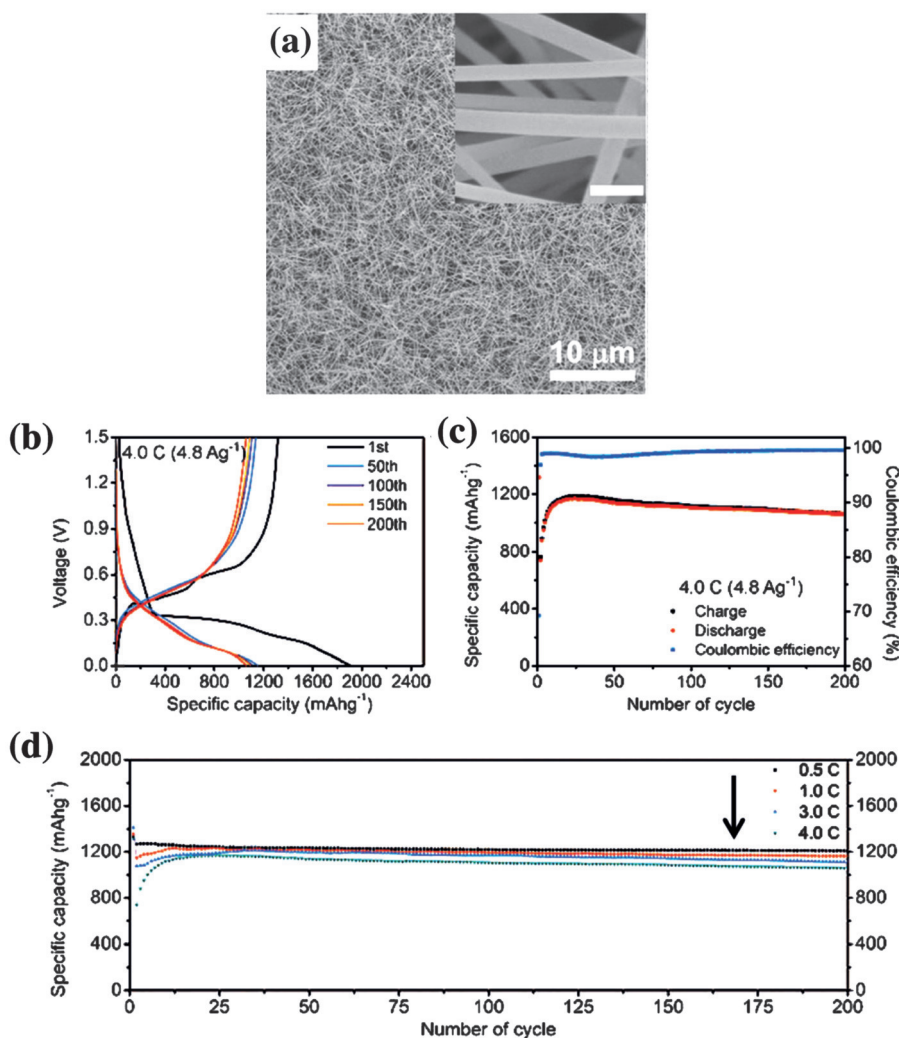 (a)
10 μm
(b)
4.0 C (4.8 Ag⁻¹)
1st
50th
100th
150th
200th
1.5
1.2
0.9
0.6
0.3
0.0
Voltage (V)
0 400 800 1200 1600 2000 2400
Specific capacity (mAhg⁻¹)
(c)
1600
1200
800
400
0
Specific capacity (mAhg⁻¹)
100
90
80
70
60
Coulombic efficiency (%)
4.0 C (4.8 Ag⁻¹)
Charge
Discharge
Coulombic efficiency
0 50 100 150 200
Number of cycle
(d)
2000
1600
1200
800
400
0
Specific capacity (mAhg⁻¹)
0.5 C
1.0 C
3.0 C
4.0 C
2000
1600
1200
800
400
0
0 25 50 75 100 125 150 175 200
Number of cycle